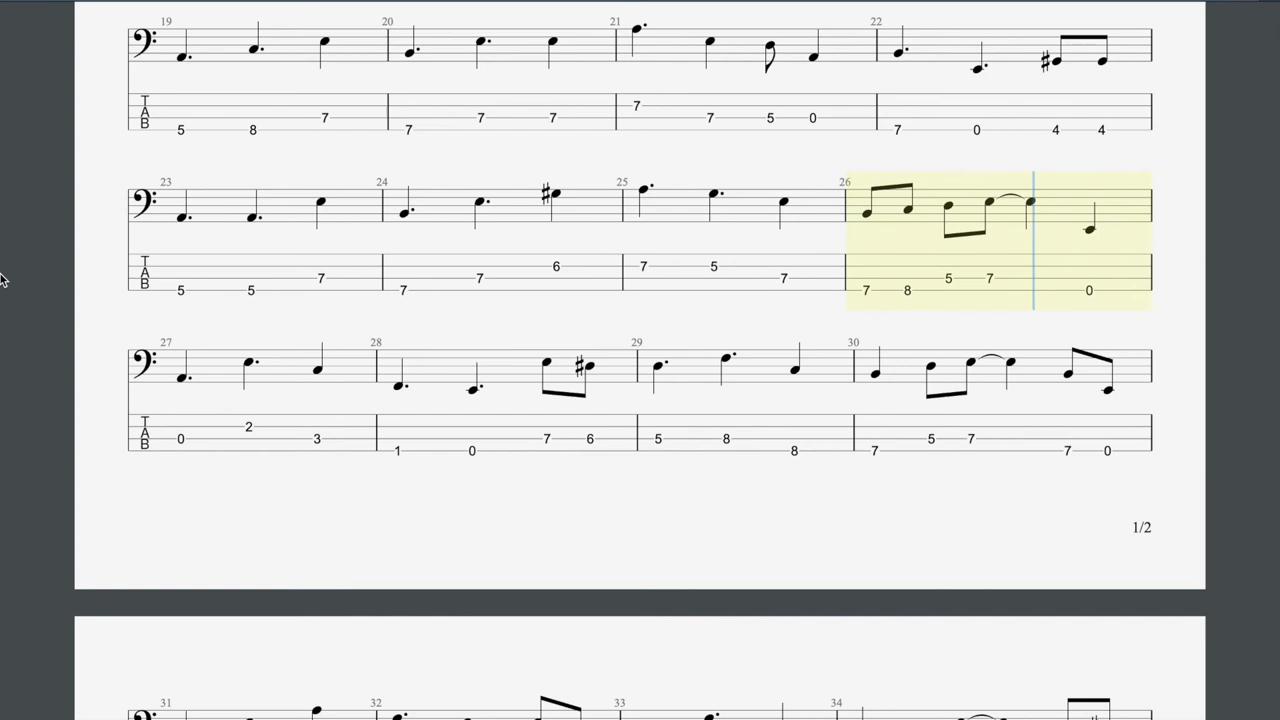 19 20 21 22
T
A
B
5 8 7 7 7 7 7 7 5 0 7 0 4 4
23 24 25 26
T
A
B
5 5 7 7 7 6 7 5 7 7 8 5 7 0
27 28 29 30
T
A
B
0 2 3 1 0 7 6 5 8 8 7 5 7 7 0
1/2
31 32 33 34